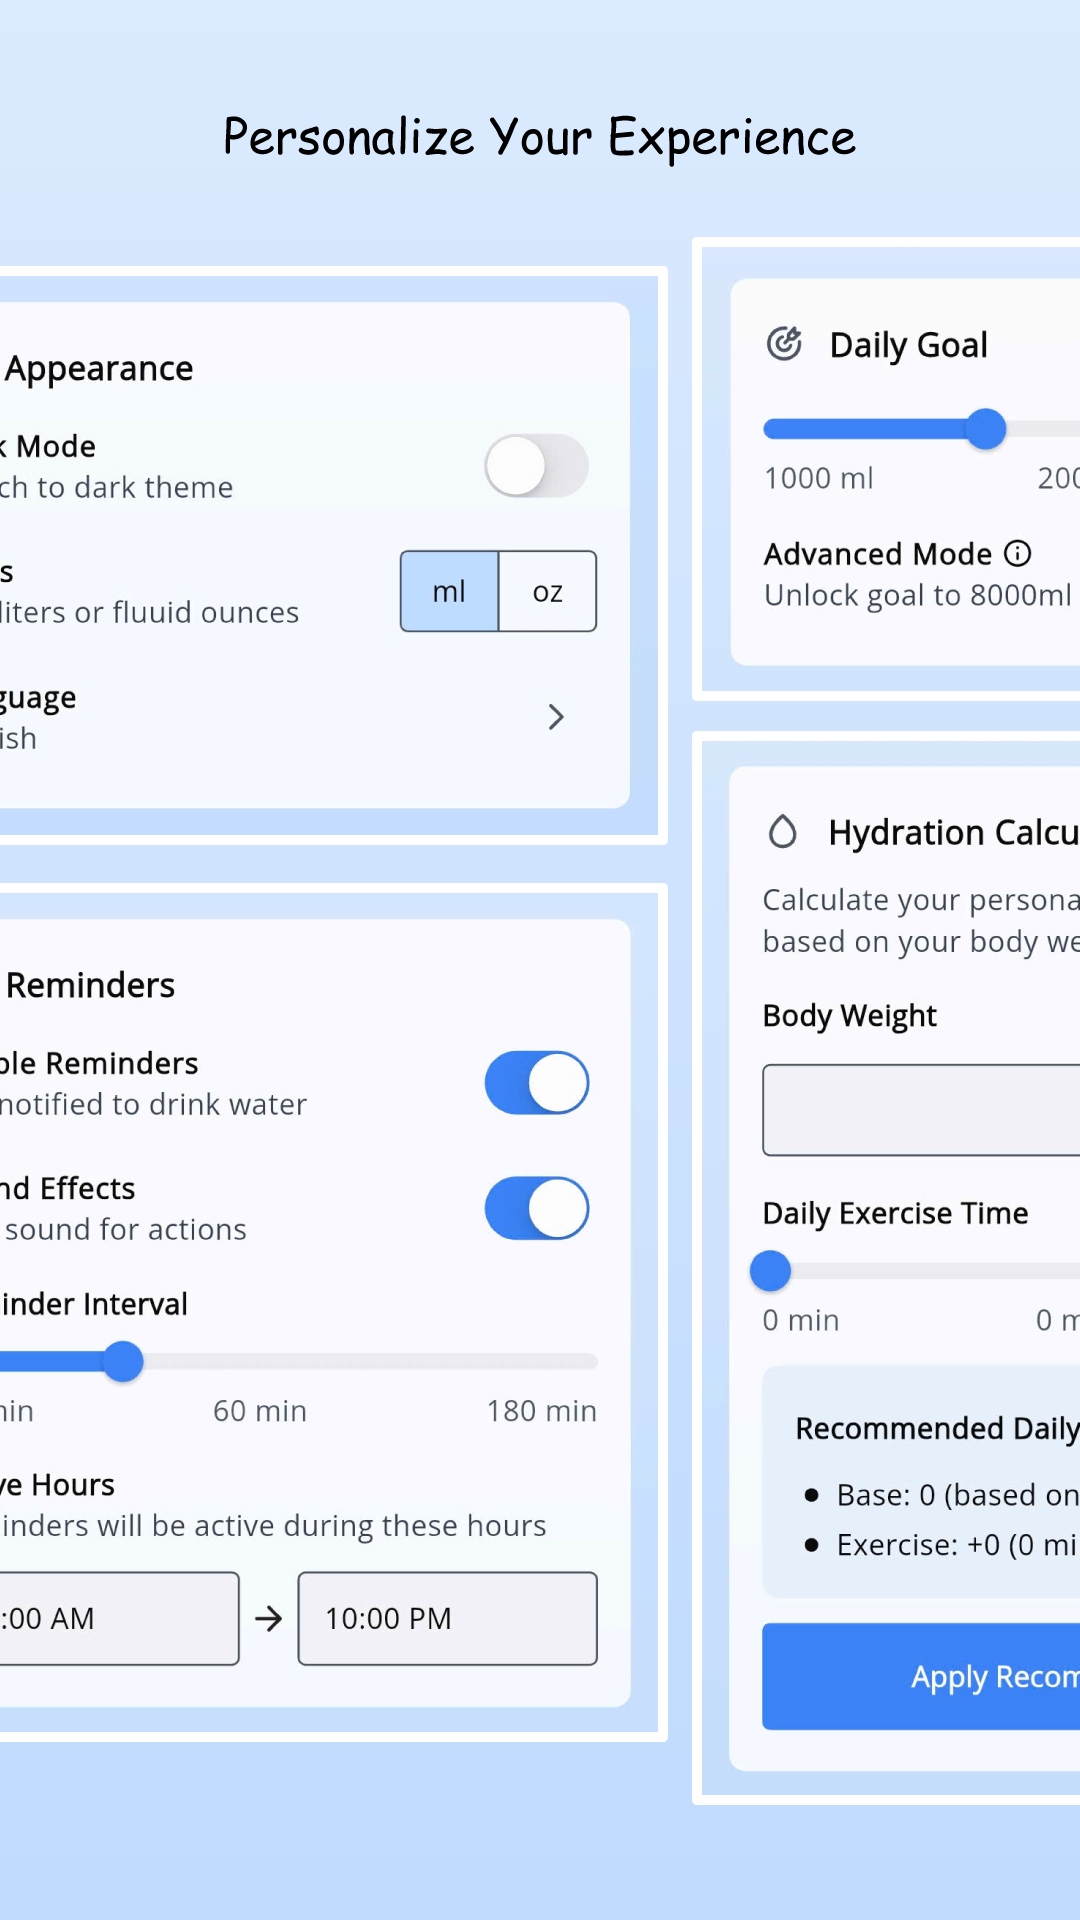 Personalize Your Experience
Appearance
k Mode
ch to dark theme
s
liters or fluuid ounces
ml
oz
guage
ish
Reminders
ble Reminders
notified to drink water
nd Effects
sound for actions
inder Interval
in
60 min
180 min
ve Hours
inders will be active during these hours
:00 AM
10:00 PM
Daily Goal
1000 ml
200
Advanced Mode
Unlock goal to 8000ml
Hydration Calcu
Calculate your persona
based on your body we
Body Weight
Daily Exercise Time
0 min
0 m
Recommended Daily
• Base: 0 (based on
• Exercise: +0 (0 mi
Apply Recom